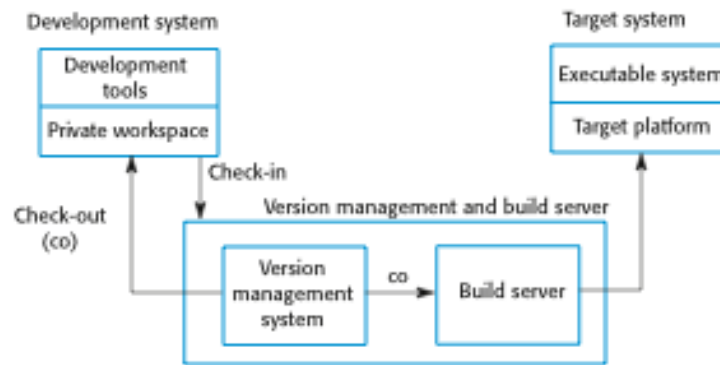 Development system
Target system
Development
tools
Private workspace
Executable system
Target platform
Check-in
Check-out
(co)
Version management and build server
Version
management
system
co
Build server